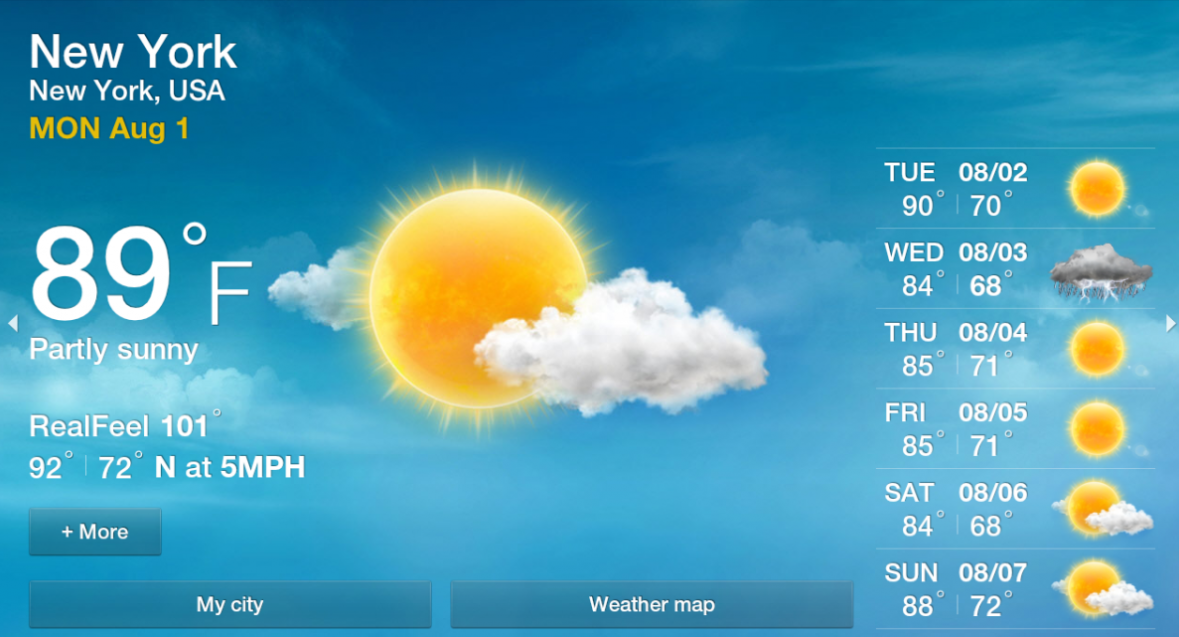 New York
New York, USA
MON Aug 1
89°F
Partly sunny
RealFeel 101°
92° | 72° N at 5MPH
+ More
My city
Weather map
TUE 08/02
90° | 70°
WED 08/03
84° | 68°
THU 08/04
85° | 71°
FRI 08/05
85° | 71°
SAT 08/06
84° | 68°
SUN 08/07
88° | 72°